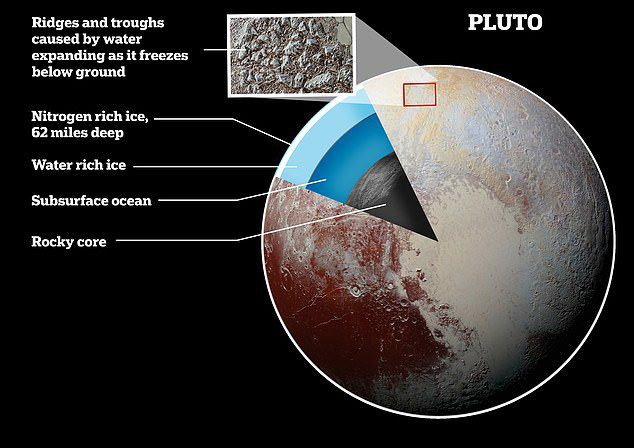 PLUTO
Ridges and troughs
caused by water
expanding as it freezes
below ground
Nitrogen rich ice,
62 miles deep
Water rich ice
Subsurface ocean
Rocky core